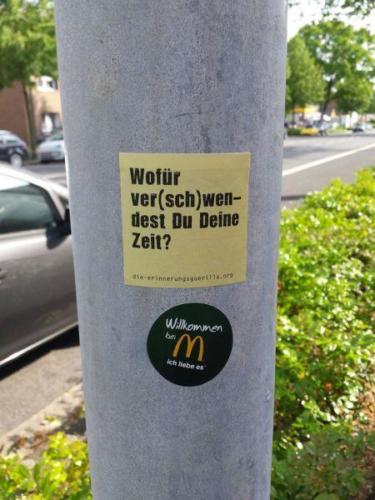 Wofür
ver(sch)wen-
dest Du Deine
Zeit?
die-erinnerungsguerilla.org
Willkommen
bei
M
ich liebe es